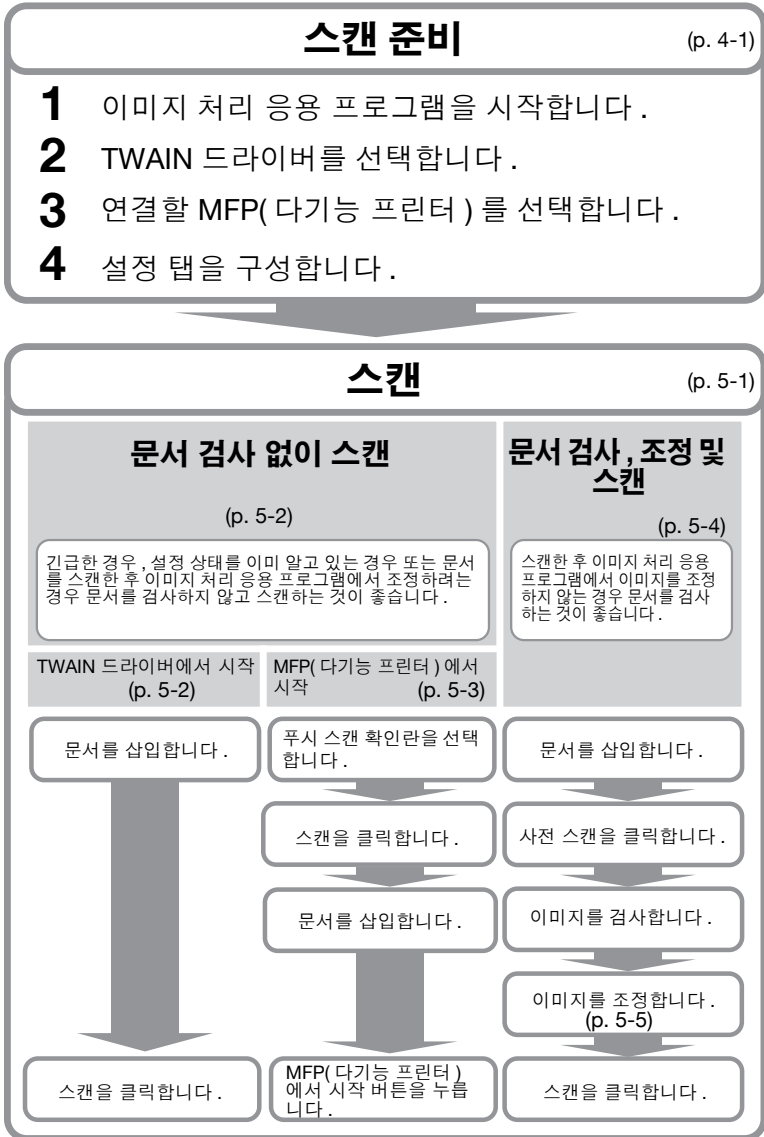 스캔 준비 (p. 4-1)
1 이미지 처리 응용 프로그램을 시작합니다 .
2 TWAIN 드라이버를 선택합니다 .
3 연결할 MFP( 다기능 프린터 ) 를 선택합니다 .
4 설정 탭을 구성합니다 .
스캔 (p. 5-1)
문서 검사 없이 스캔
(p. 5-2)
긴급한 경우 , 설정 상태를 이미 알고 있는 경우 또는 문서
를 스캔한 후 이미지 처리 응용 프로그램에서 조정하려는
경우 문서를 검사하지 않고 스캔하는 것이 좋습니다 .
문서 검사 , 조정 및
스캔
(p. 5-4)
스캔한 후 이미지 처리 응용
프로그램에서 이미지를 조정
하지 않는 경우 문서를 검사
하는 것이 좋습니다 .
TWAIN 드라이버에서 시작
(p. 5-2)
문서를 삽입합니다 .
스캔을 클릭합니다 .
MFP( 다기능 프린터 ) 에서
시작 (p. 5-3)
푸시 스캔 확인란을 선택
합니다 .
스캔을 클릭합니다 .
문서를 삽입합니다 .
MFP( 다기능 프린터 )
에서 시작 버튼을 누릅
니다 .
문서를 삽입합니다 .
사전 스캔을 클릭합니다 .
이미지를 검사합니다 .
이미지를 조정합니다 .
(p. 5-5)
스캔을 클릭합니다 .